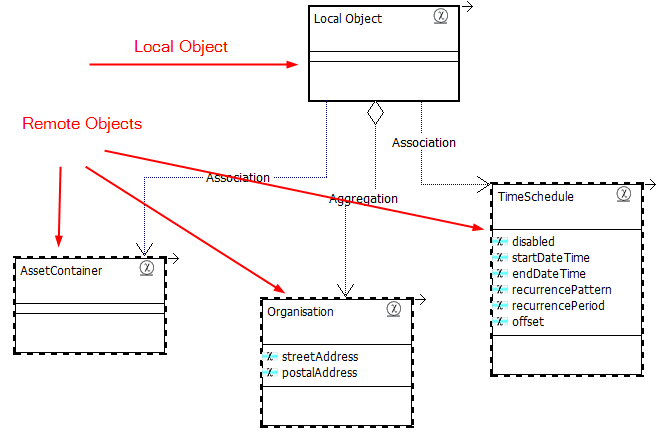 Local Object
Local Object
Remote Objects
Association
Association
Aggregation
TimeSchedule
disabled
startDateTime
endDateTime
recurrencePattern
recurrencePeriod
offset
AssetContainer
Organisation
streetAddress
postalAddress